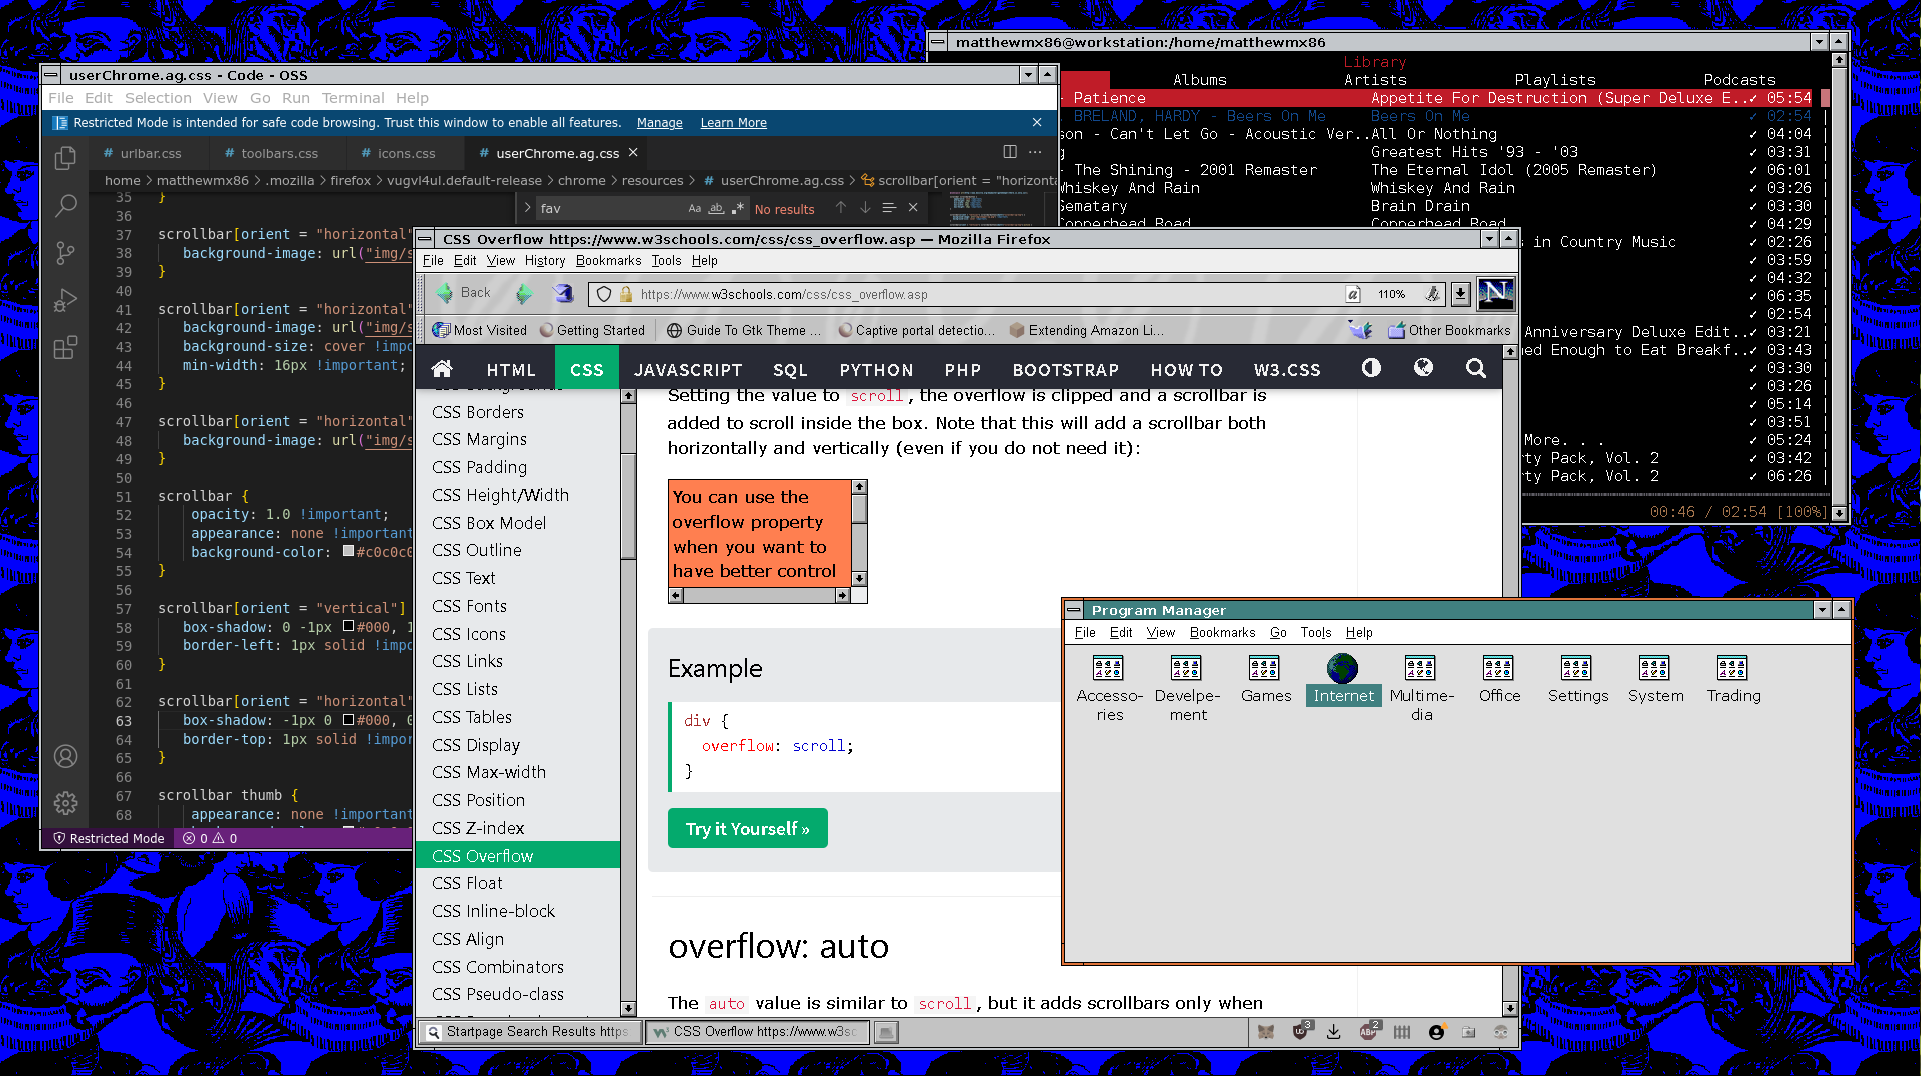 matthewmx86@workstation:/home/matthewmx86
Library
Albums Artists Playlists Podcasts
Patience Appetite For Destruction (Super Deluxe E.. ✓ 05:54
BRELAND, HARDY - Beers On Me Beers On Me ✓ 02:54
son - Can't Let Go - Acoustic Ver.. All Or Nothing ✓ 04:04
Greatest Hits '93 - '03 ✓ 03:31
The Shining - 2001 Remaster The Eternal Idol (2005 Remaster) ✓ 06:01
Whiskey And Rain Whiskey And Rain ✓ 03:26
Sematary Brain Drain ✓ 03:30
Copperhead Road Copperhead Road ✓ 04:29
s in Country Music ✓ 02:26
✓ 03:59
✓ 04:32
✓ 06:35
✓ 02:54
Anniversary Deluxe Edit.. ✓ 03:21
ned Enough to Eat Breakf.. ✓ 03:43
✓ 03:30
✓ 03:26
✓ 05:14
✓ 03:51
More. . . ✓ 05:24
rty Pack, Vol. 2 ✓ 03:42
rty Pack, Vol. 2 ✓ 06:26
00:46 / 02:54 [100%]
userChrome.ag.css - Code - OSS
File Edit Selection View Go Run Terminal Help
Restricted Mode is intended for safe code browsing. Trust this window to enable all features. Manage Learn More
# urlbar.css # toolbars.css # icons.css # userChrome.ag.css
home > matthewmx86 > .mozilla > firefox > vugvl4ul.default-release > chrome > resources > # userChrome.ag.css > scrollbar[orient = "horizonta
fav Aa ab .* No results
35 }
36
37 scrollbar[orient = "horizontal"
38 background-image: url("img/s
39 }
40
41 scrollbar[orient = "horizontal"
42 background-image: url("img/s
43 background-size: cover !impo
44 min-width: 16px !important;
45 }
46
47 scrollbar[orient = "horizontal"
48 background-image: url("img/s
49 }
50
51 scrollbar {
52 opacity: 1.0 !important;
53 appearance: none !important
54 background-color: #c0c0c0
55 }
56
57 scrollbar[orient = "vertical"]
58 box-shadow: 0 -1px #000, 1
59 border-left: 1px solid !impo
60 }
61
62 scrollbar[orient = "horizontal"
63 box-shadow: -1px 0 #000, 0
64 border-top: 1px solid !impor
65 }
66
67 scrollbar thumb {
68 appearance: none !important
Restricted Mode 0 0
CSS Overflow https://www.w3schools.com/css/css_overflow.asp — Mozilla Firefox
File Edit View History Bookmarks Tools Help
Back https://www.w3schools.com/css/css_overflow.asp a 110% N
Most Visited Getting Started Guide To Gtk Theme ... Captive portal detectio... Extending Amazon Li... Other Bookmarks
HTML CSS JAVASCRIPT SQL PYTHON PHP BOOTSTRAP HOW TO W3.CSS
CSS Backgrounds
CSS Borders
CSS Margins
CSS Padding
CSS Height/Width
CSS Box Model
CSS Outline
CSS Text
CSS Fonts
CSS Icons
CSS Links
CSS Lists
CSS Tables
CSS Display
CSS Max-width
CSS Position
CSS Z-index
CSS Overflow
CSS Float
CSS Inline-block
CSS Align
CSS Combinators
CSS Pseudo-class
Setting the value to scroll, the overflow is clipped and a scrollbar is
added to scroll inside the box. Note that this will add a scrollbar both
horizontally and vertically (even if you do not need it):
You can use the
overflow property
when you want to
have better control
Example
div {
overflow: scroll;
}
Try it Yourself »
overflow: auto
The auto value is similar to scroll, but it adds scrollbars only when
Startpage Search Results https CSS Overflow https://www.w3sc
3 ABP 2
Program Manager
File Edit View Bookmarks Go Tools Help
Accesso-
ries
Develpe-
ment
Games
Internet
Multime-
dia
Office
Settings
System
Trading